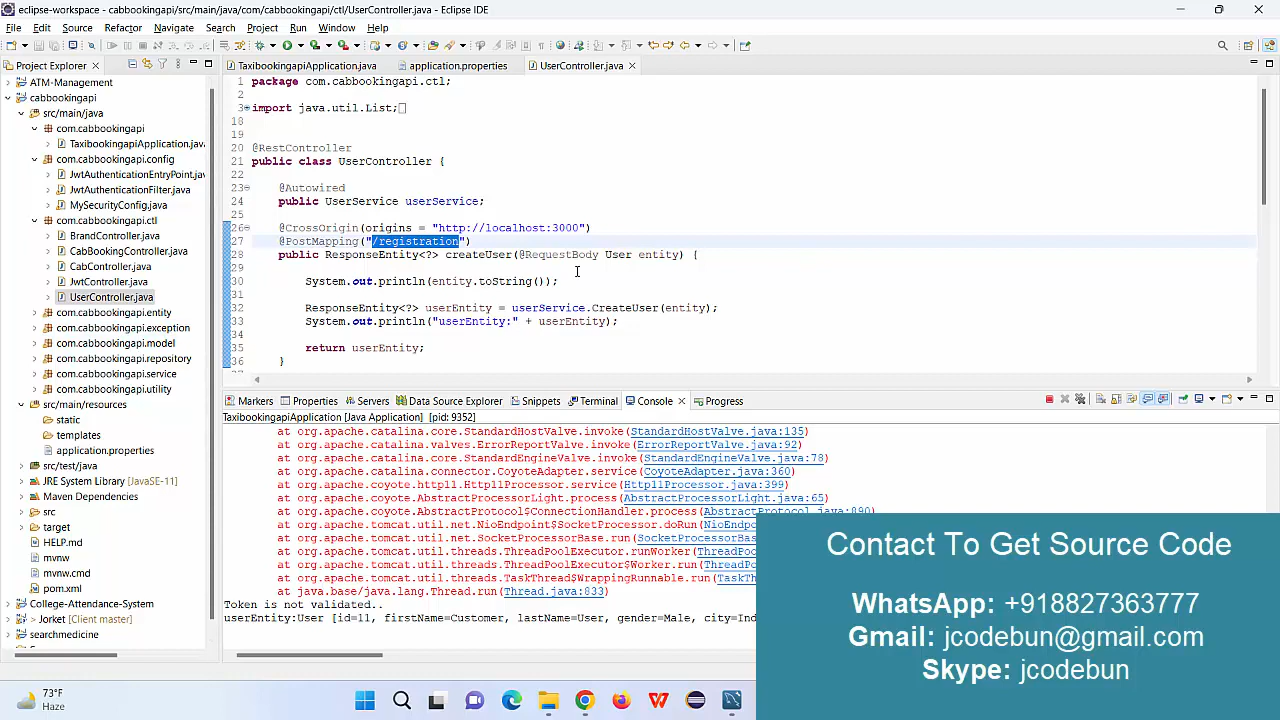 eclipse-workspace - cabbookingapi/src/main/java/com/cabbookingapi/ctl/UserController.java - Eclipse IDE
File Edit Source Refactor Navigate Search Project Run Window Help
Project Explorer
TaxibookingapiApplication.java
application.properties
UserController.java
ATM-Management
cabbookingapi
src/main/java
com.cabbookingapi
TaxibookingapiApplication.java
com.cabbookingapi.config
JwtAuthenticationEntryPoint.java
JwtAuthenticationFilter.java
MySecurityConfig.java
com.cabbookingapi.ctl
BrandController.java
CabBookingController.java
CabController.java
JwtController.java
UserController.java
com.cabbookingapi.entity
com.cabbookingapi.exception
com.cabbookingapi.model
com.cabbookingapi.repository
com.cabbookingapi.service
com.cabbookingapi.utility
src/main/resources
static
templates
application.properties
src/test/java
JRE System Library [JavaSE-11]
Maven Dependencies
src
target
HELP.md
mvnw
mvnw.cmd
pom.xml
College-Attendance-System
> Jorket [Client master]
searchmedicine
1 package com.cabbookingapi.ctl;
3 import java.util.List;
18
19
20 @RestController
21 public class UserController {
22
23 @Autowired
24 public UserService userService;
25
26 @CrossOrigin(origins = "http://localhost:3000")
27 @PostMapping("/registration")
28 public ResponseEntity<?> createUser(@RequestBody User entity) {
29
30 System.out.println(entity.toString());
31
32 ResponseEntity<?> userEntity = userService.CreateUser(entity);
33 System.out.println("userEntity:" + userEntity);
34
35 return userEntity;
36 }
Markers Properties Servers Data Source Explorer Snippets Terminal Console Progress
TaxibookingapiApplication [Java Application] [pid: 9352]
at org.apache.catalina.core.StandardHostValve.invoke(StandardHostValve.java:135)
at org.apache.catalina.valves.ErrorReportValve.invoke(ErrorReportValve.java:92)
at org.apache.catalina.core.StandardEngineValve.invoke(StandardEngineValve.java:78)
at org.apache.catalina.connector.CoyoteAdapter.service(CoyoteAdapter.java:360)
at org.apache.coyote.http11.Http11Processor.service(Http11Processor.java:399)
at org.apache.coyote.AbstractProcessorLight.process(AbstractProcessorLight.java:65)
at org.apache.coyote.AbstractProtocol$ConnectionHandler.process(AbstractProtocol.java:890)
at org.apache.tomcat.util.net.NioEndpoint$SocketProcessor.doRun(NioEndp
at org.apache.tomcat.util.net.SocketProcessorBase.run(SocketProcessorBa
at org.apache.tomcat.util.threads.ThreadPoolExecutor.runWorker(ThreadPo
at org.apache.tomcat.util.threads.ThreadPoolExecutor$Worker.run(ThreadPo
at org.apache.tomcat.util.threads.TaskThread$WrappingRunnable.run(TaskTh
at java.base/java.lang.Thread.run(Thread.java:833)
Token is not validated..
userEntity:User [id=11, firstName=Customer, lastName=User, gender=Male, city=Ind
Contact To Get Source Code
WhatsApp: +918827363777
Gmail: jcodebun@gmail.com
Skype: jcodebun
73°F
Haze